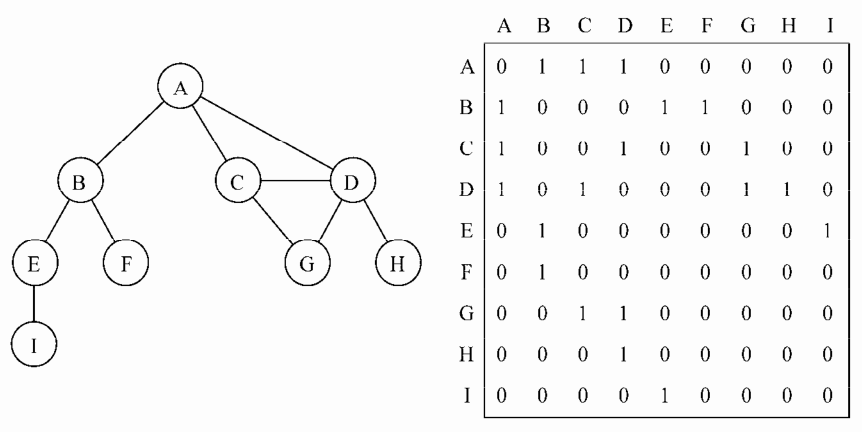 A
B C D
E F G H
I
A B C D E F G H I
A 0 1 1 1 0 0 0 0 0
B 1 0 0 0 1 1 0 0 0
C 1 0 0 1 0 0 1 0 0
D 1 0 1 0 0 0 1 1 0
E 0 1 0 0 0 0 0 0 1
F 0 1 0 0 0 0 0 0 0
G 0 0 1 1 0 0 0 0 0
H 0 0 0 1 0 0 0 0 0
I 0 0 0 0 1 0 0 0 0